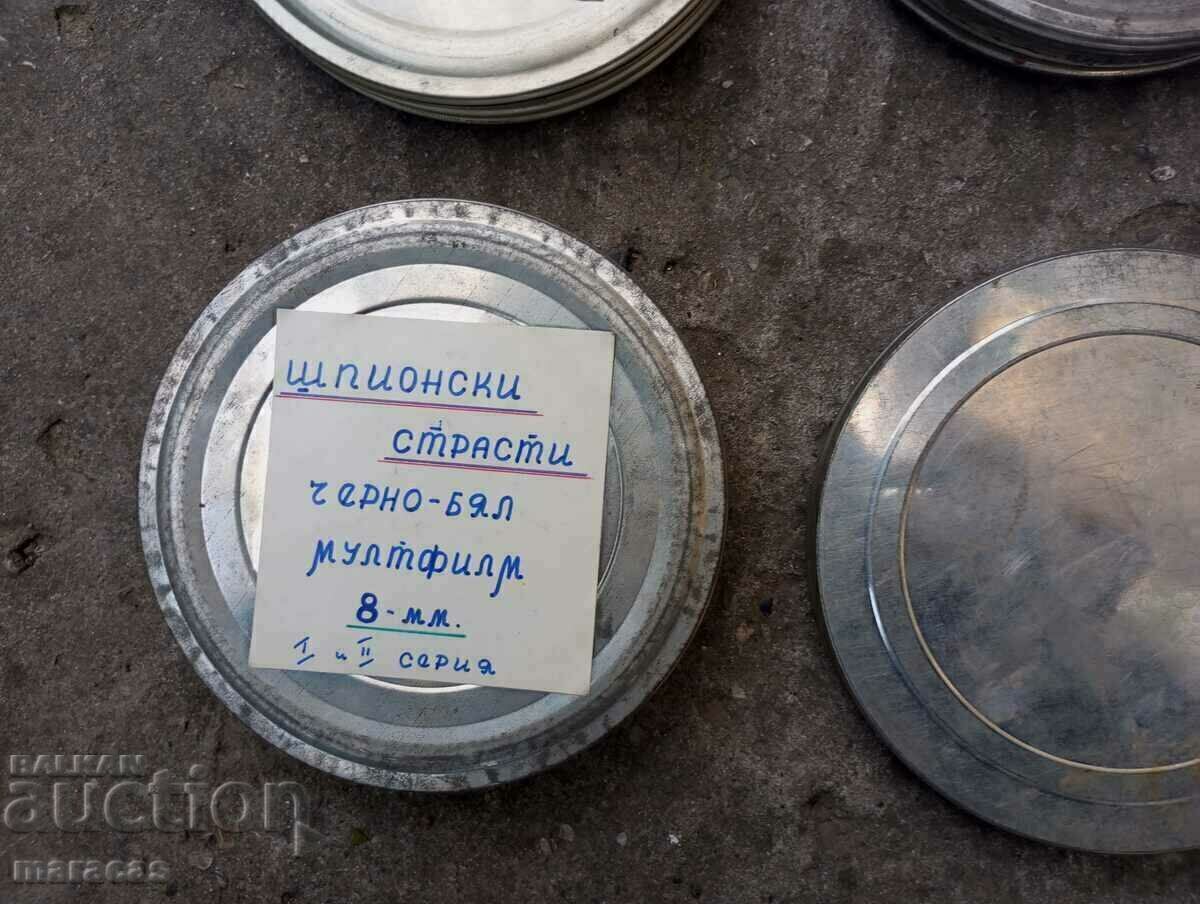 ШПИОНСКИ
СТРАСТИ
ЧЕРНО-БЯЛ
МУЛТФИЛМ
8-мм.
I и II серия
BALKAN
auction
maracas